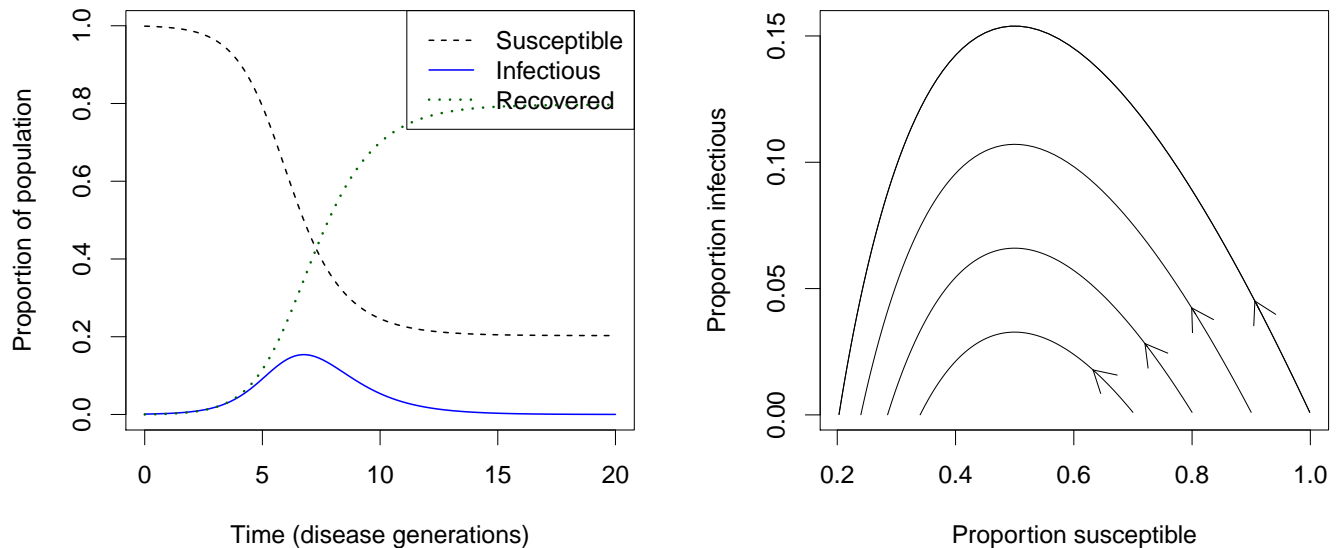 Proportion of population
1.0
0.8
0.6
0.4
0.2
0.0
Susceptible
Infectious
Recovered
0 5 10 15 20
Time (disease generations)
Proportion infectious
0.15
0.10
0.05
0.00
0.2 0.4 0.6 0.8 1.0
Proportion susceptible